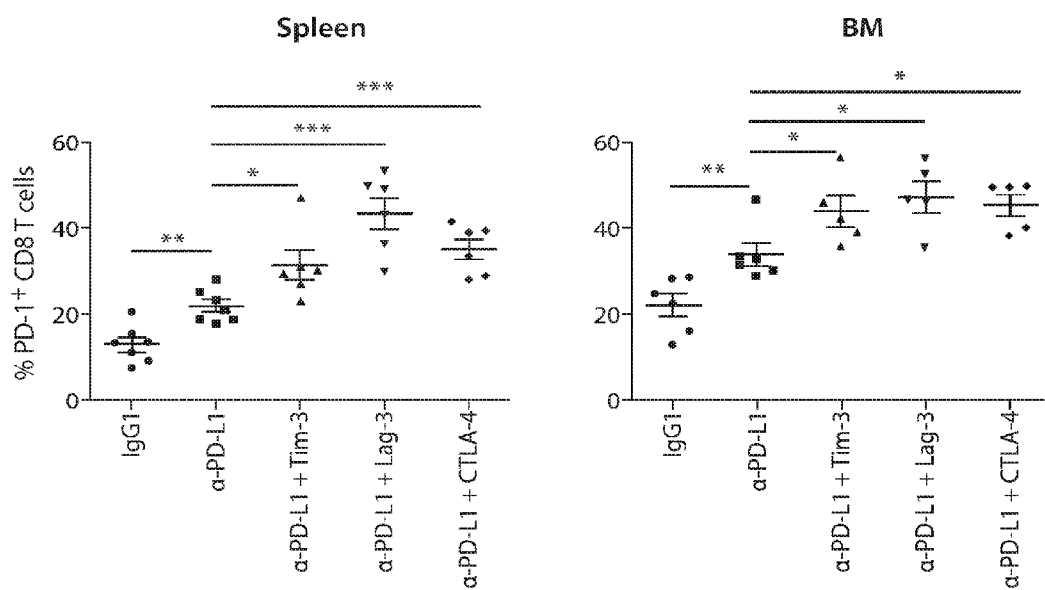 Spleen
BM
% PD-1+ CD8 T cells
***
***
*
**
60
40
20
0
IgG1
α-PD-L1
α-PD-L1 + Tim-3
α-PD-L1 + Lag-3
α-PD-L1 + CTLA-4
*
*
*
**
60
40
20
0
IgG1
α-PD-L1
α-PD-L1 + Tim-3
α-PD-L1 + Lag-3
α-PD-L1 + CTLA-4